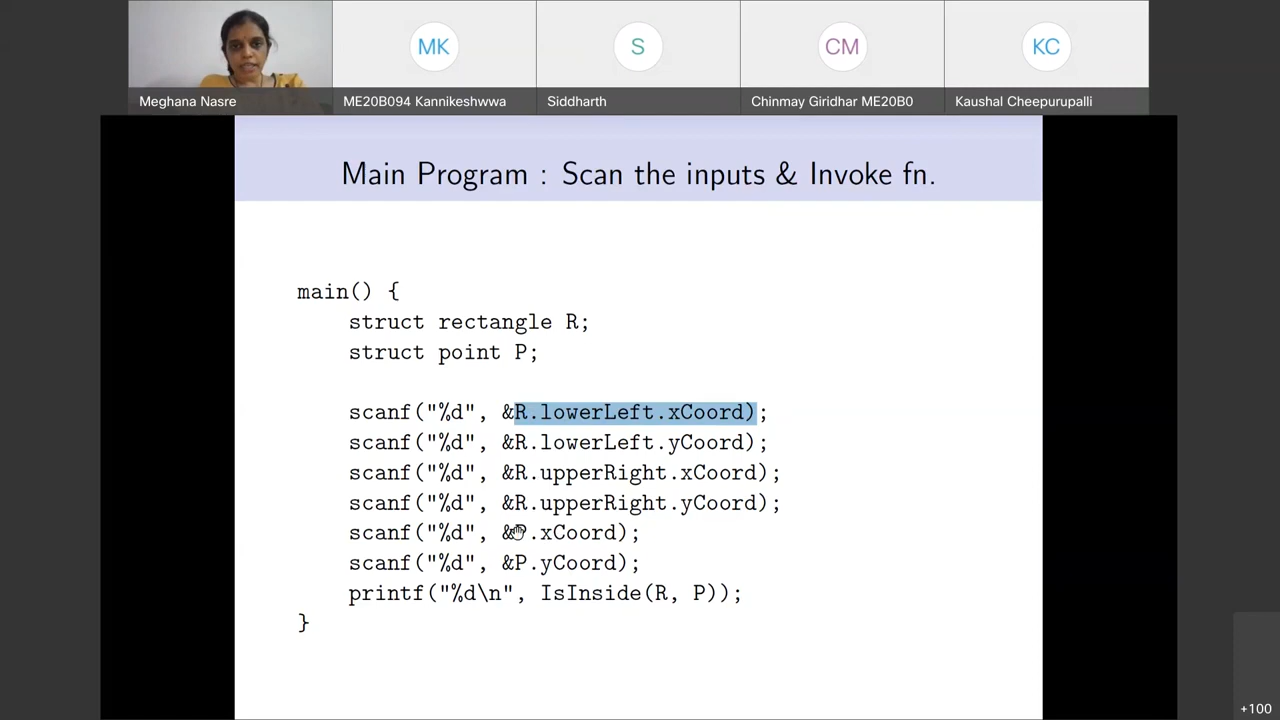 MK
S
CM
KC
Meghana Nasre
ME20B094 Kannikeshwwa
Siddharth
Chinmay Giridhar ME20B0
Kaushal Cheepurupalli
Main Program : Scan the inputs & Invoke fn.
main() {
struct rectangle R;
struct point P;
scanf("%d", &R.lowerLeft.xCoord);
scanf("%d", &R.lowerLeft.yCoord);
scanf("%d", &R.upperRight.xCoord);
scanf("%d", &R.upperRight.yCoord);
scanf("%d", &P.xCoord);
scanf("%d", &P.yCoord);
printf("%d\n", IsInside(R, P));
}
+100